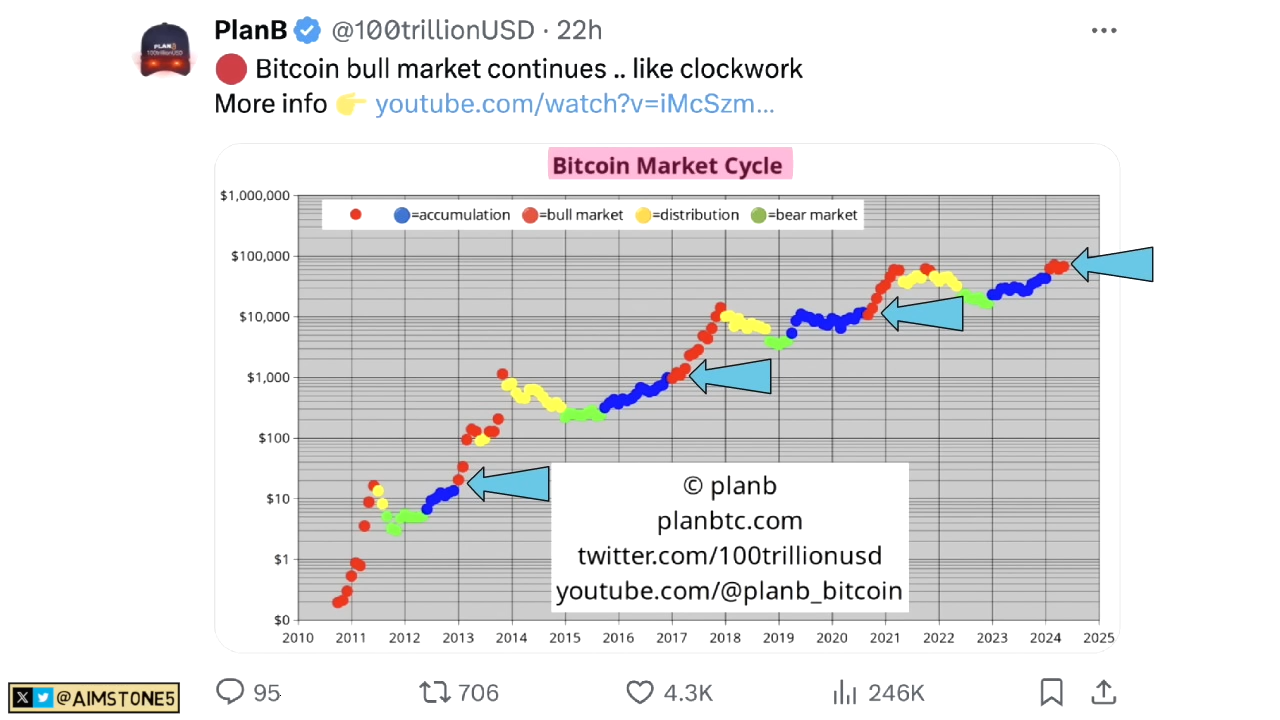 PlanB @100trillionUSD · 22h
PLANB
100trillionUSD
🔴 Bitcoin bull market continues .. like clockwork
More info 👉 youtube.com/watch?v=iMcSzm...
Bitcoin Market Cycle
$1,000,000
🔵=accumulation 🔴=bull market 🟡=distribution 🟢=bear market
$100,000
$10,000
$1,000
$100
$10
$1
$0
© planb
planbtc.com
twitter.com/100trillionusd
youtube.com/@planb_bitcoin
2010 2011 2012 2013 2014 2015 2016 2017 2018 2019 2020 2021 2022 2023 2024 2025
@AIMSTONE5
95 706 4.3K 246K